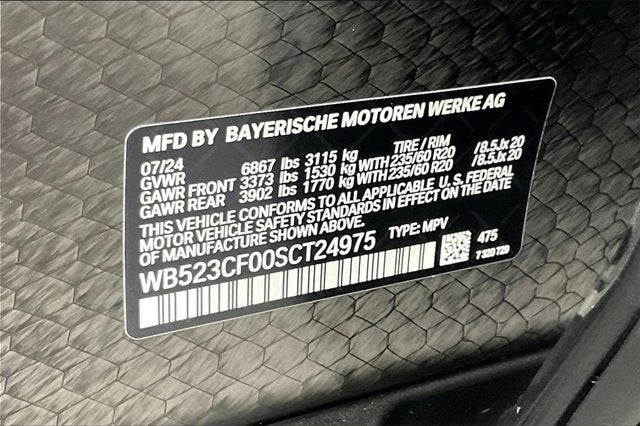 MFD BY BAYERISCHE MOTOREN WERKE AG
07/24 TIRE / RIM
GVWR 6867 lbs 3115 kg
GAWR FRONT 3373 lbs 1530 kg WITH 235/60 R20 /8.5Jx20
GAWR REAR 3902 lbs 1770 kg WITH 235/60 R20 /8.5Jx20
THIS VEHICLE CONFORMS TO ALL APPLICABLE U.S. FEDERAL
MOTOR VEHICLE SAFETY STANDARDS IN EFFECT ON THE DATE
OF MANUFACTURE SHOWN ABOVE.
WB523CF00SCT24975 TYPE: MPV
475
7 320 729